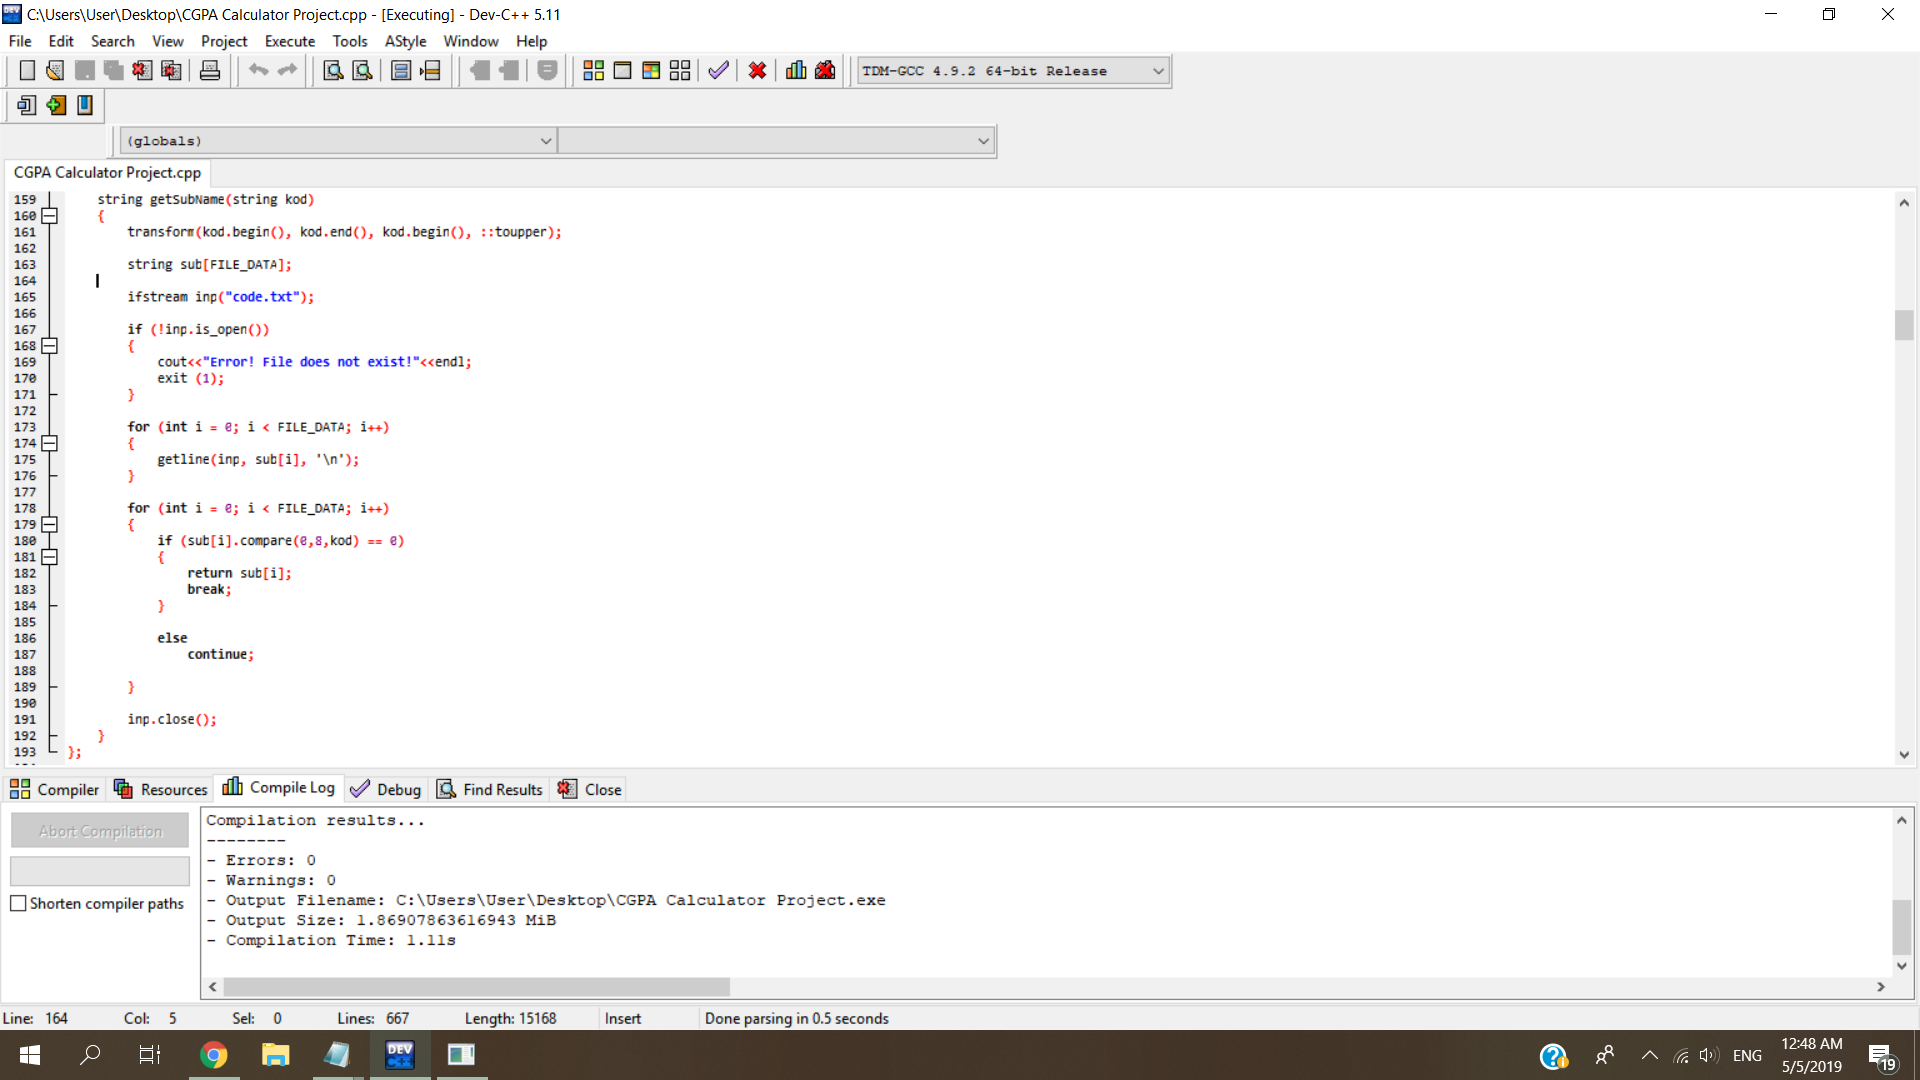 C:\Users\User\Desktop\CGPA Calculator Project.cpp - [Executing] - Dev-C++ 5.11
File Edit Search View Project Execute Tools AStyle Window Help
TDM-GCC 4.9.2 64-bit Release
(globals)
CGPA Calculator Project.cpp
159 string getSubName(string kod)
160 {
161 transform(kod.begin(), kod.end(), kod.begin(), ::toupper);
162
163 string sub[FILE_DATA];
164
165 ifstream inp("code.txt");
166
167 if (!inp.is_open())
168 {
169 cout<<"Error! File does not exist!"<<endl;
170 exit (1);
171 }
172
173 for (int i = 0; i < FILE_DATA; i++)
174 {
175 getline(inp, sub[i], '\n');
176 }
177
178 for (int i = 0; i < FILE_DATA; i++)
179 {
180 if (sub[i].compare(0,8,kod) == 0)
181 {
182 return sub[i];
183 break;
184 }
185
186 else
187 continue;
188
189 }
190
191 inp.close();
192 }
193 };
Compiler Resources Compile Log Debug Find Results Close
Abort Compilation
Shorten compiler paths
Compilation results...
--------
- Errors: 0
- Warnings: 0
- Output Filename: C:\Users\User\Desktop\CGPA Calculator Project.exe
- Output Size: 1.86907863616943 MiB
- Compilation Time: 1.11s
Line: 164 Col: 5 Sel: 0 Lines: 667 Length: 15168 Insert Done parsing in 0.5 seconds
DEV C++
ENG
12:48 AM
5/5/2019
19